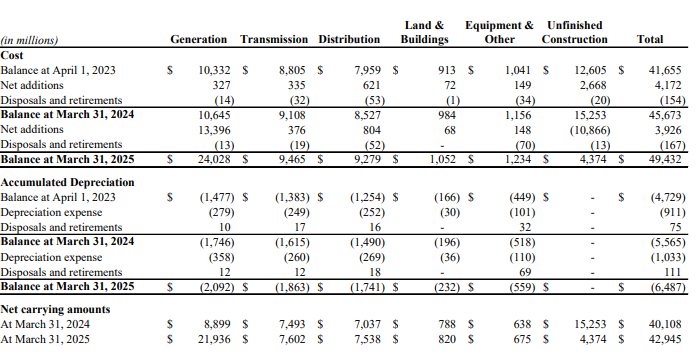 Land & Equipment & Unfinished
(in millions) Generation Transmission Distribution Buildings Other Construction Total
Cost
Balance at April 1, 2023 $ 10,332 $ 8,805 $ 7,959 $ 913 $ 1,041 $ 12,605 $ 41,655
Net additions 327 335 621 72 149 2,668 4,172
Disposals and retirements (14) (32) (53) (1) (34) (20) (154)
Balance at March 31, 2024 10,645 9,108 8,527 984 1,156 15,253 45,673
Net additions 13,396 376 804 68 148 (10,866) 3,926
Disposals and retirements (13) (19) (52) - (70) (13) (167)
Balance at March 31, 2025 $ 24,028 $ 9,465 $ 9,279 $ 1,052 $ 1,234 $ 4,374 $ 49,432
Accumulated Depreciation
Balance at April 1, 2023 $ (1,477) $ (1,383) $ (1,254) $ (166) $ (449) $ - $ (4,729)
Depreciation expense (279) (249) (252) (30) (101) - (911)
Disposals and retirements 10 17 16 - 32 - 75
Balance at March 31, 2024 (1,746) (1,615) (1,490) (196) (518) - (5,565)
Depreciation expense (358) (260) (269) (36) (110) - (1,033)
Disposals and retirements 12 12 18 - 69 - 111
Balance at March 31, 2025 $ (2,092) $ (1,863) $ (1,741) $ (232) $ (559) $ - $ (6,487)
Net carrying amounts
At March 31, 2024 $ 8,899 $ 7,493 $ 7,037 $ 788 $ 638 $ 15,253 $ 40,108
At March 31, 2025 $ 21,936 $ 7,602 $ 7,538 $ 820 $ 675 $ 4,374 $ 42,945